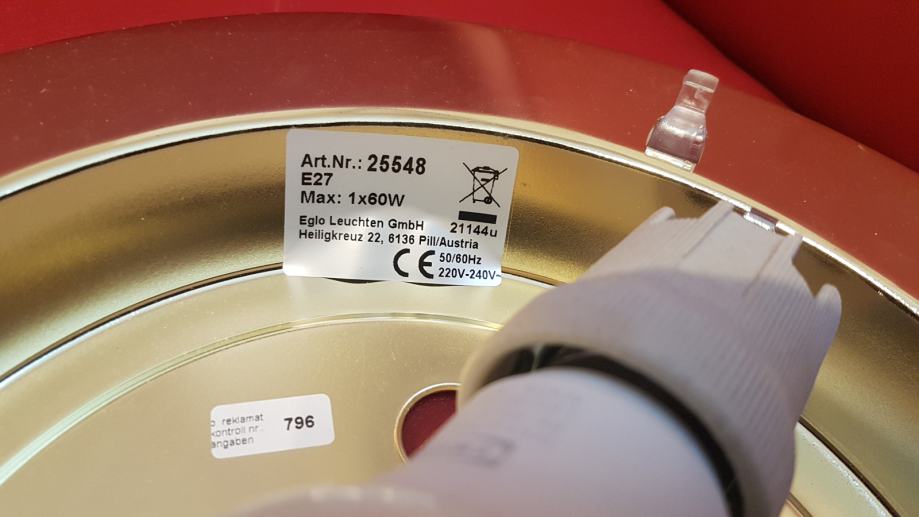 Art.Nr.: 25548
E27
Max: 1x60W
Eglo Leuchten GmbH
21144u
Heiligkreuz 22, 6136 Pill/Austria
CE 50/60Hz
220V-240V~
reklamat
kontroll nr.: 796
angaben